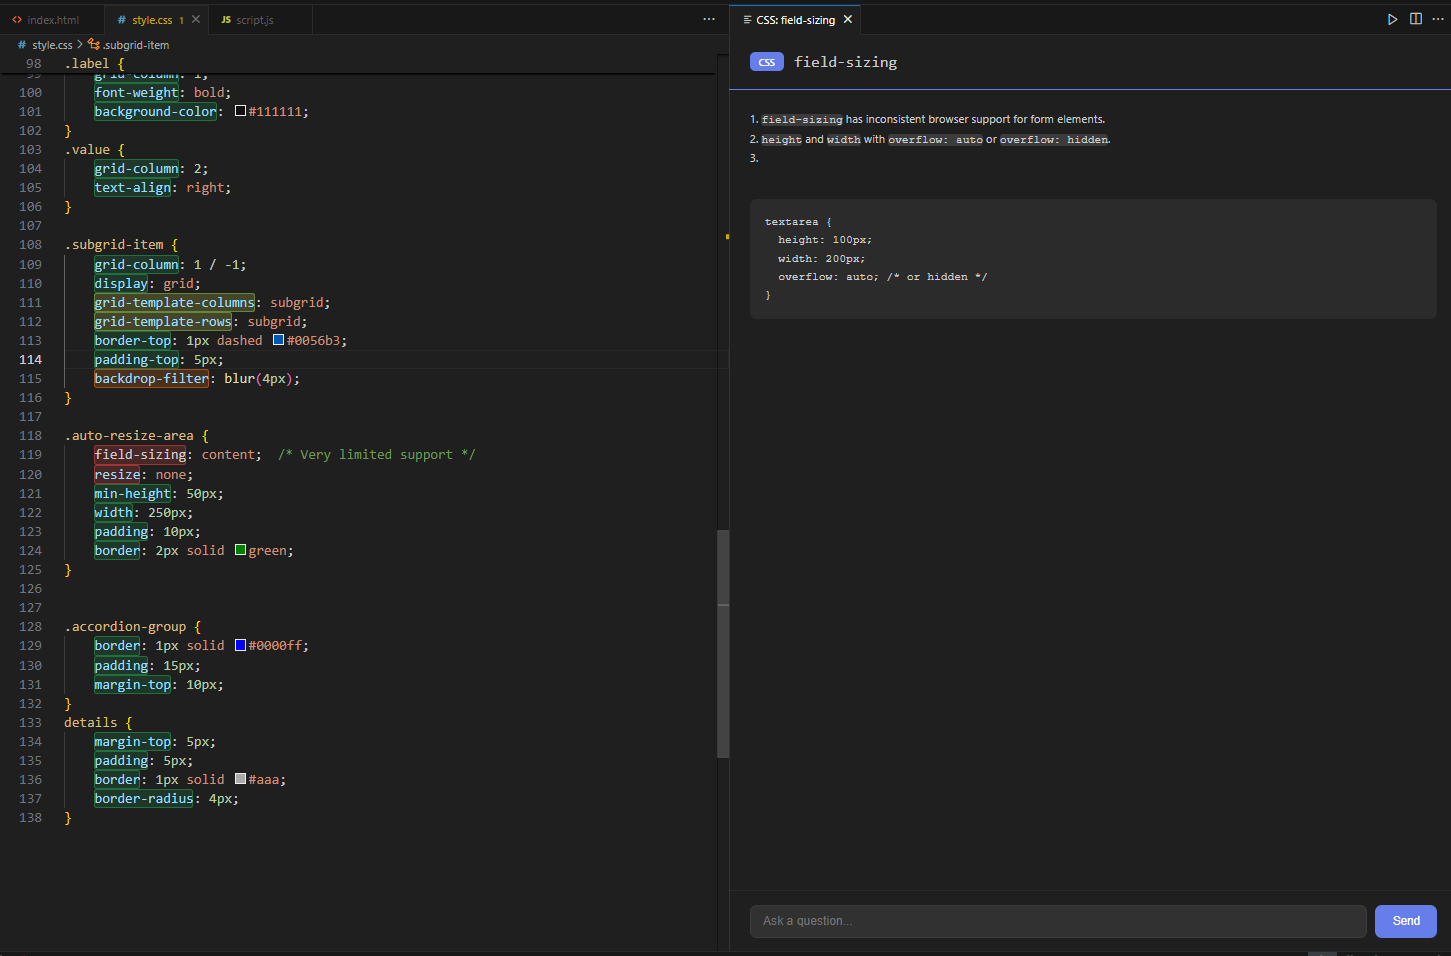 index.html
# style.css 1
JS script.js
# style.css > .subgrid-item
98 .label {
99 grid-column: 1;
100 font-weight: bold;
101 background-color: #111111;
102 }
103 .value {
104 grid-column: 2;
105 text-align: right;
106 }
107
108 .subgrid-item {
109 grid-column: 1 / -1;
110 display: grid;
111 grid-template-columns: subgrid;
112 grid-template-rows: subgrid;
113 border-top: 1px dashed #0056b3;
114 padding-top: 5px;
115 backdrop-filter: blur(4px);
116 }
117
118 .auto-resize-area {
119 field-sizing: content; /* Very limited support */
120 resize: none;
121 min-height: 50px;
122 width: 250px;
123 padding: 10px;
124 border: 2px solid green;
125 }
126
127
128 .accordion-group {
129 border: 1px solid #0000ff;
130 padding: 15px;
131 margin-top: 10px;
132 }
133 details {
134 margin-top: 5px;
135 padding: 5px;
136 border: 1px solid #aaa;
137 border-radius: 4px;
138 }
CSS: field-sizing
CSS field-sizing
1. field-sizing has inconsistent browser support for form elements.
2. height and width with overflow: auto or overflow: hidden.
3.
textarea {
height: 100px;
width: 200px;
overflow: auto; /* or hidden */
}
Ask a question...
Send